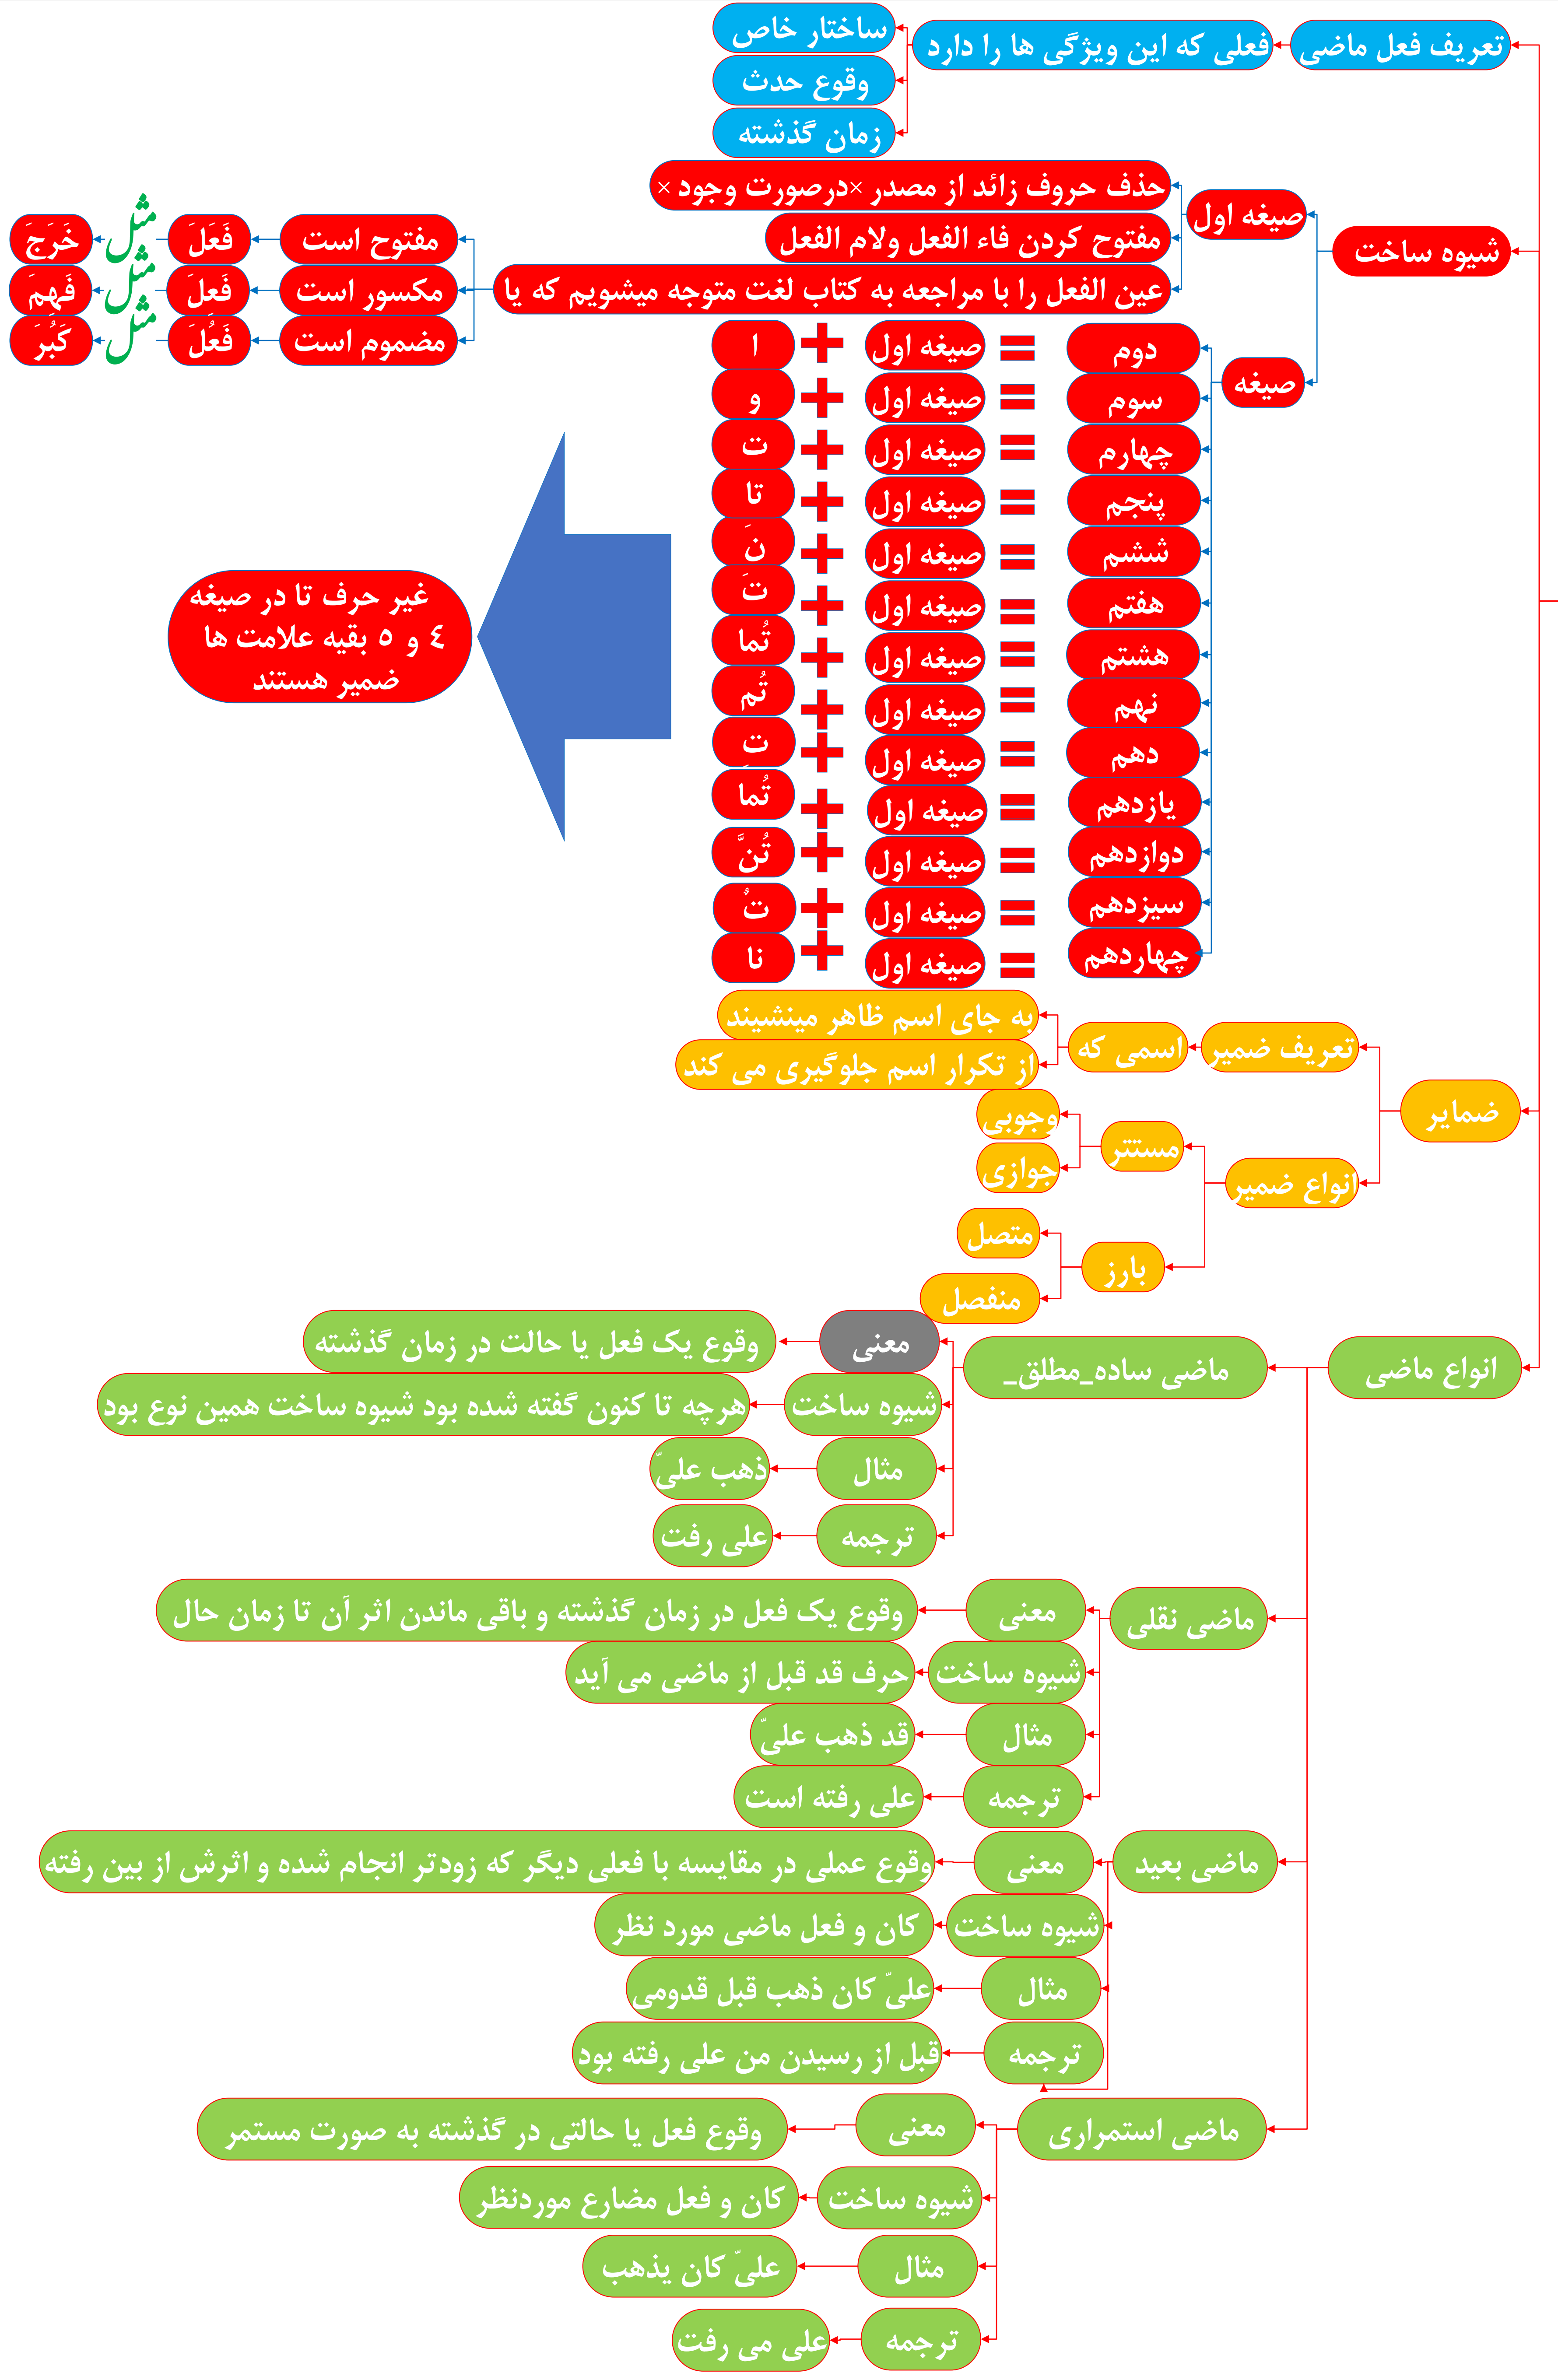 تعریف فعل ماضی
فعلی که این ویژگی ها را دارد
ساختار خاص
وقوع حدث
زمان گذشته
شیوه ساخت
صیغه اول
حذف حروف زائد از مصدر ×درصورت وجود ×
مفتوح کردن فاء الفعل ولام الفعل
عین الفعل را با مراجعه به کتاب لغت متوجه میشویم که یا
مفتوح است
فَعَلَ
مثل
خَرَجَ
مکسور است
فَعِلَ
مثل
فَهِمَ
مضموم است
فَعُلَ
مثل
کَبُرَ
صیغه
دوم = صیغه اول + ا
سوم = صیغه اول + و
چهارم = صیغه اول + ت
پنجم = صیغه اول + تا
ششم = صیغه اول + نَ
هفتم = صیغه اول + تَ
هشتم = صیغه اول + تُما
نهم = صیغه اول + تُم
دهم = صیغه اول + تِ
یازدهم = صیغه اول + تُما
دوازدهم = صیغه اول + تُنَّ
سیزدهم = صیغه اول + تُ
چهاردهم = صیغه اول + نا
غیر حرف تا در صیغه
٤ و ٥ بقیه علامت ها
ضمیر هستند
ضمایر
تعریف ضمیر
اسمی که
به جای اسم ظاهر مینشیند
از تکرار اسم جلوگیری می کند
انواع ضمیر
مستتر
وجوبی
جوازی
بارز
متصل
منفصل
انواع ماضی
ماضی ساده_مطلق_
معنی
وقوع یک فعل یا حالت در زمان گذشته
شیوه ساخت
هرچه تا کنون گفته شده بود شیوه ساخت همین نوع بود
مثال
ذهب علیّ
ترجمه
علی رفت
ماضی نقلی
معنی
وقوع یک فعل در زمان گذشته و باقی ماندن اثر آن تا زمان حال
شیوه ساخت
حرف قد قبل از ماضی می آید
مثال
قد ذهب علیّ
ترجمه
علی رفته است
ماضی بعید
معنی
وقوع عملی در مقایسه با فعلی دیگر که زودتر انجام شده و اثرش از بین رفته
شیوه ساخت
کان و فعل ماضی مورد نظر
مثال
علیّ کان ذهب قبل قدومی
ترجمه
قبل از رسیدن من علی رفته بود
ماضی استمراری
معنی
وقوع فعل یا حالتی در گذشته به صورت مستمر
شیوه ساخت
کان و فعل مضارع موردنظر
مثال
علیّ کان یذهب
ترجمه
علی می رفت